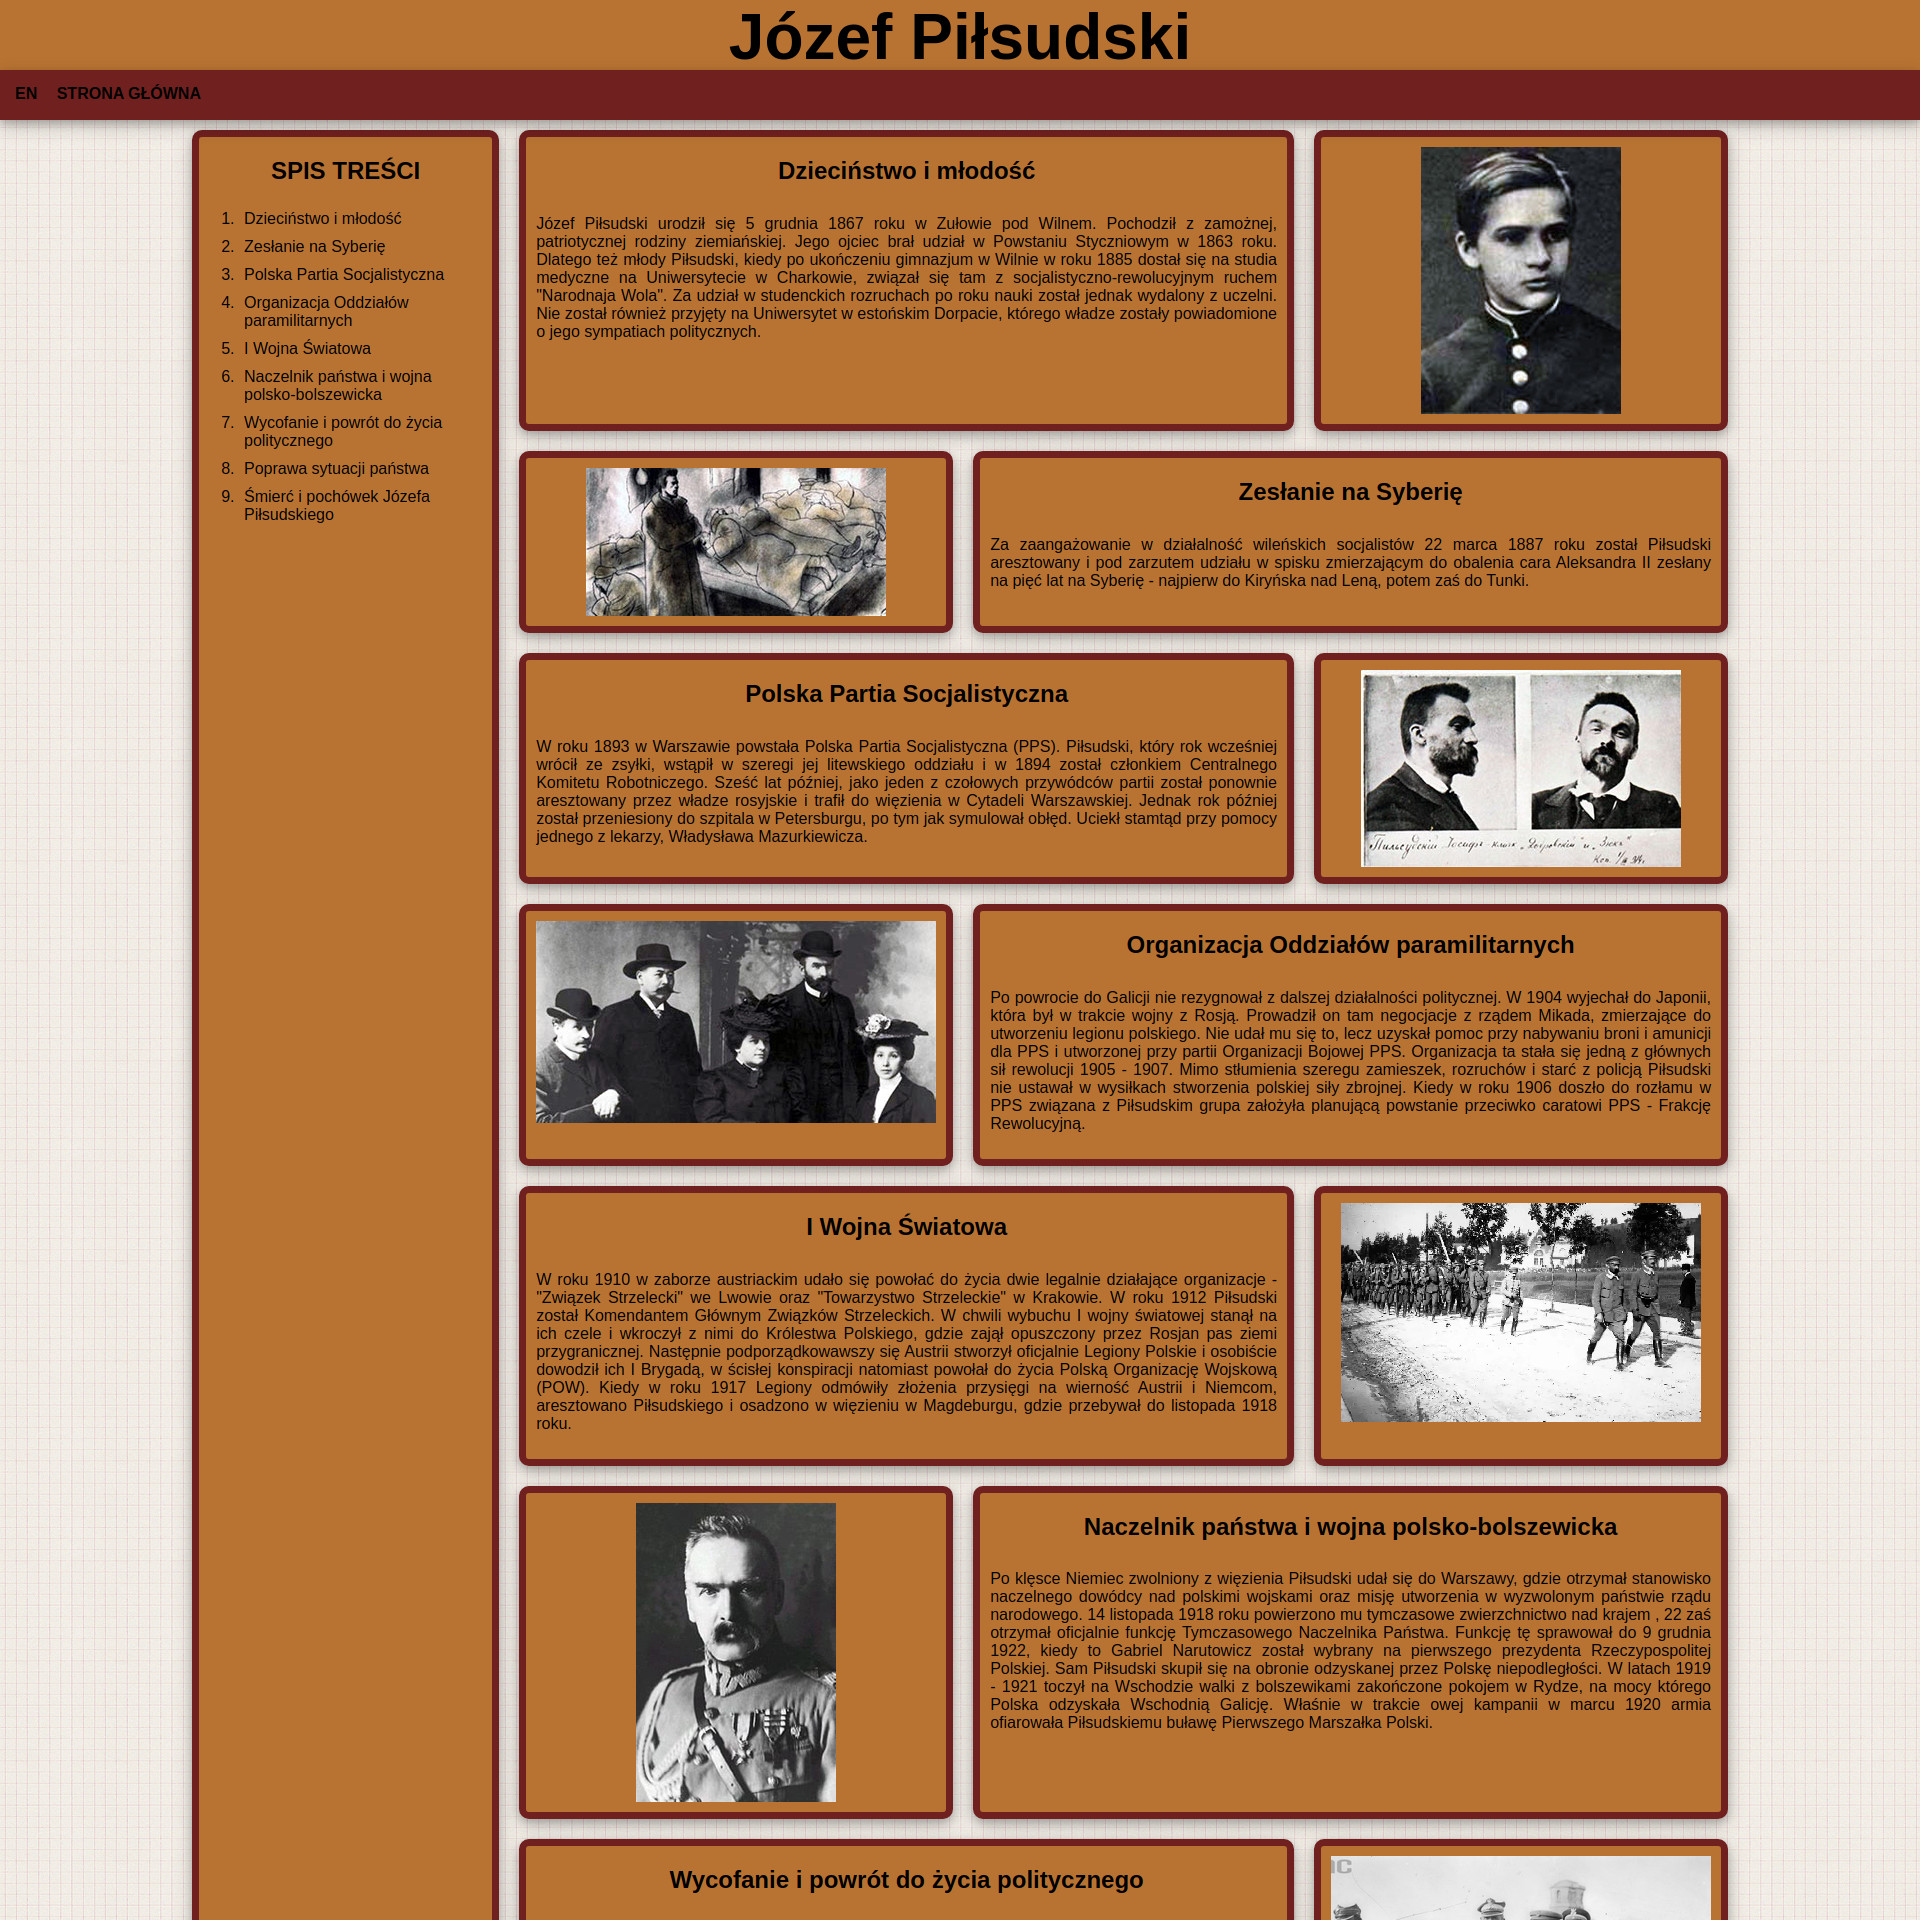 Józef Piłsudski
EN STRONA GŁÓWNA
SPIS TREŚCI
1. Dzieciństwo i młodość
2. Zesłanie na Syberię
3. Polska Partia Socjalistyczna
4. Organizacja Oddziałów
paramilitarnych
5. I Wojna Światowa
6. Naczelnik państwa i wojna
polsko-bolszewicka
7. Wycofanie i powrót do życia
politycznego
8. Poprawa sytuacji państwa
9. Śmierć i pochówek Józefa
Piłsudskiego
Dzieciństwo i młodość
Józef Piłsudski urodził się 5 grudnia 1867 roku w Zułowie pod Wilnem. Pochodził z zamożnej,
patriotycznej rodziny ziemiańskiej. Jego ojciec brał udział w Powstaniu Styczniowym w 1863 roku.
Dlatego też młody Piłsudski, kiedy po ukończeniu gimnazjum w Wilnie w roku 1885 dostał się na studia
medyczne na Uniwersytecie w Charkowie, związał się tam z socjalistyczno-rewolucyjnym ruchem
"Narodnaja Wola". Za udział w studenckich rozruchach po roku nauki został jednak wydalony z uczelni.
Nie został również przyjęty na Uniwersytet w estońskim Dorpacie, którego władze zostały powiadomione
o jego sympatiach politycznych.
Zesłanie na Syberię
Za zaangażowanie w działalność wileńskich socjalistów 22 marca 1887 roku został Piłsudski
aresztowany i pod zarzutem udziału w spisku zmierzającym do obalenia cara Aleksandra II zesłany
na pięć lat na Syberię - najpierw do Kiryńska nad Leną, potem zaś do Tunki.
Polska Partia Socjalistyczna
W roku 1893 w Warszawie powstała Polska Partia Socjalistyczna (PPS). Piłsudski, który rok wcześniej
wrócił ze zsyłki, wstąpił w szeregi jej litewskiego oddziału i w 1894 został członkiem Centralnego
Komitetu Robotniczego. Sześć lat później, jako jeden z czołowych przywódców partii został ponownie
aresztowany przez władze rosyjskie i trafił do więzienia w Cytadeli Warszawskiej. Jednak rok później
został przeniesiony do szpitala w Petersburgu, po tym jak symulował obłęd. Uciekł stamtąd przy pomocy
jednego z lekarzy, Władysława Mazurkiewicza.
Organizacja Oddziałów paramilitarnych
Po powrocie do Galicji nie rezygnował z dalszej działalności politycznej. W 1904 wyjechał do Japonii,
która był w trakcie wojny z Rosją. Prowadził on tam negocjacje z rządem Mikada, zmierzające do
utworzeniu legionu polskiego. Nie udał mu się to, lecz uzyskał pomoc przy nabywaniu broni i amunicji
dla PPS i utworzonej przy partii Organizacji Bojowej PPS. Organizacja ta stała się jedną z głównych
sił rewolucji 1905 - 1907. Mimo stłumienia szeregu zamieszek, rozruchów i starć z policją Piłsudski
nie ustawał w wysiłkach stworzenia polskiej siły zbrojnej. Kiedy w roku 1906 doszło do rozłamu w
PPS związana z Piłsudskim grupa założyła planującą powstanie przeciwko caratowi PPS - Frakcję
Rewolucyjną.
I Wojna Światowa
W roku 1910 w zaborze austriackim udało się powołać do życia dwie legalnie działające organizacje -
"Związek Strzelecki" we Lwowie oraz "Towarzystwo Strzeleckie" w Krakowie. W roku 1912 Piłsudski
został Komendantem Głównym Związków Strzeleckich. W chwili wybuchu I wojny światowej stanął na
ich czele i wkroczył z nimi do Królestwa Polskiego, gdzie zajął opuszczony przez Rosjan pas ziemi
przygranicznej. Następnie podporządkowawszy się Austrii stworzył oficjalnie Legiony Polskie i osobiście
dowodził ich I Brygadą, w ścisłej konspiracji natomiast powołał do życia Polską Organizację Wojskową
(POW). Kiedy w roku 1917 Legiony odmówiły złożenia przysięgi na wierność Austrii i Niemcom,
aresztowano Piłsudskiego i osadzono w więzieniu w Magdeburgu, gdzie przebywał do listopada 1918
roku.
Naczelnik państwa i wojna polsko-bolszewicka
Po klęsce Niemiec zwolniony z więzienia Piłsudski udał się do Warszawy, gdzie otrzymał stanowisko
naczelnego dowódcy nad polskimi wojskami oraz misję utworzenia w wyzwolonym państwie rządu
narodowego. 14 listopada 1918 roku powierzono mu tymczasowe zwierzchnictwo nad krajem , 22 zaś
otrzymał oficjalnie funkcję Tymczasowego Naczelnika Państwa. Funkcję tę sprawował do 9 grudnia
1922, kiedy to Gabriel Narutowicz został wybrany na pierwszego prezydenta Rzeczypospolitej
Polskiej. Sam Piłsudski skupił się na obronie odzyskanej przez Polskę niepodległości. W latach 1919
- 1921 toczył na Wschodzie walki z bolszewikami zakończone pokojem w Rydze, na mocy którego
Polska odzyskała Wschodnią Galicję. Właśnie w trakcie owej kampanii w marcu 1920 armia
ofiarowała Piłsudskiemu buławę Pierwszego Marszałka Polski.
Wycofanie i powrót do życia politycznego